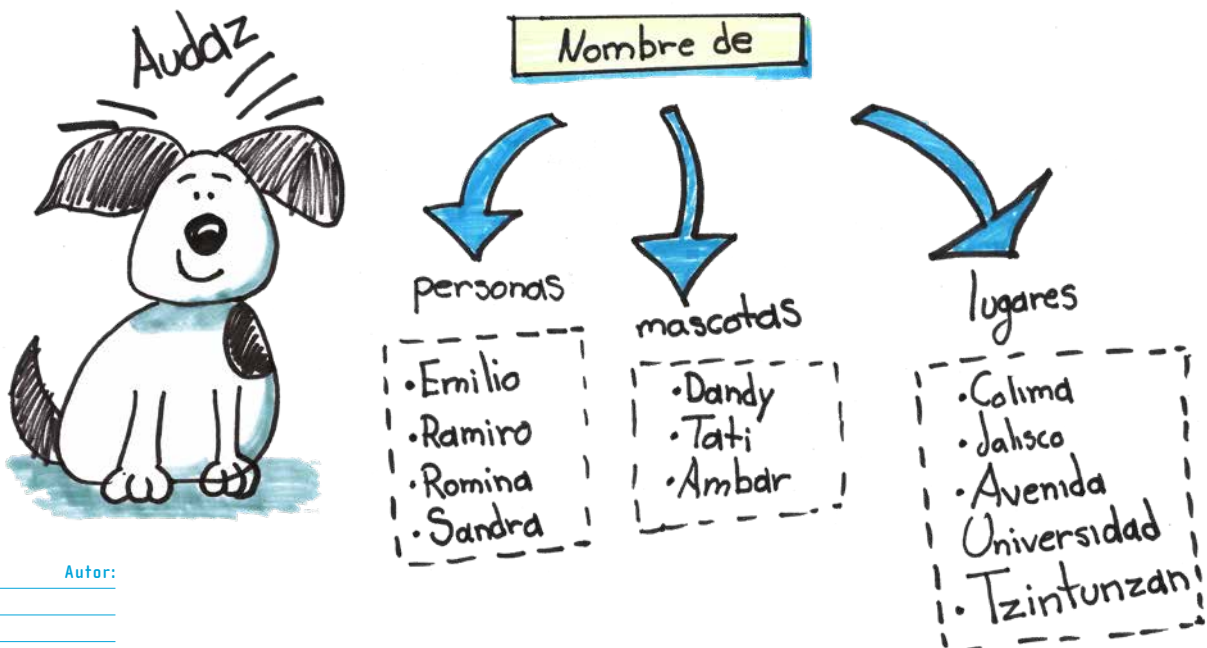 Audaz
Nombre de
personas
• Emilio
• Ramiro
• Romina
• Sandra
mascotas
• Dandy
• Tati
• Ambar
lugares
• Colima
• Jalisco
• Avenida
Universidad
• Tzintunzan
Autor: